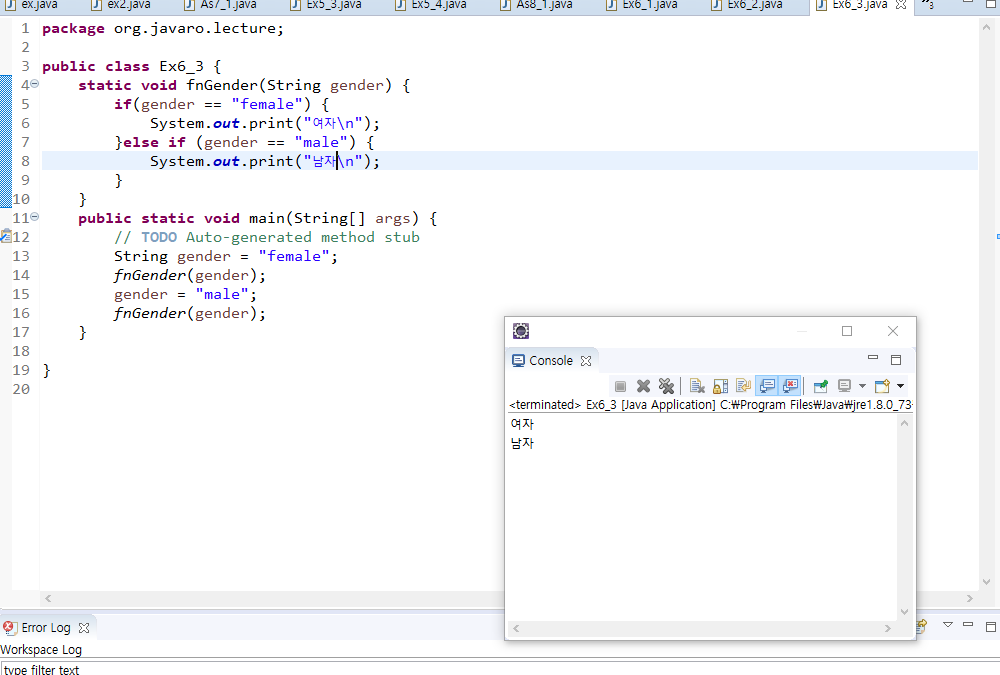 ex.java ex2.java As7_1.java Ex5_3.java Ex5_4.java As8_1.java Ex6_1.java Ex6_2.java Ex6_3.java »3
1 package org.javaro.lecture;
2
3 public class Ex6_3 {
4 static void fnGender(String gender) {
5 if(gender == "female") {
6 System.out.print("여자\n");
7 }else if (gender == "male") {
8 System.out.print("남자\n");
9 }
10 }
11 public static void main(String[] args) {
12 // TODO Auto-generated method stub
13 String gender = "female";
14 fnGender(gender);
15 gender = "male";
16 fnGender(gender);
17 }
18
19 }
20
Console
<terminated> Ex6_3 [Java Application] C:₩Program Files₩Java₩jre1.8.0_73
여자
남자
Error Log
Workspace Log
type filter text